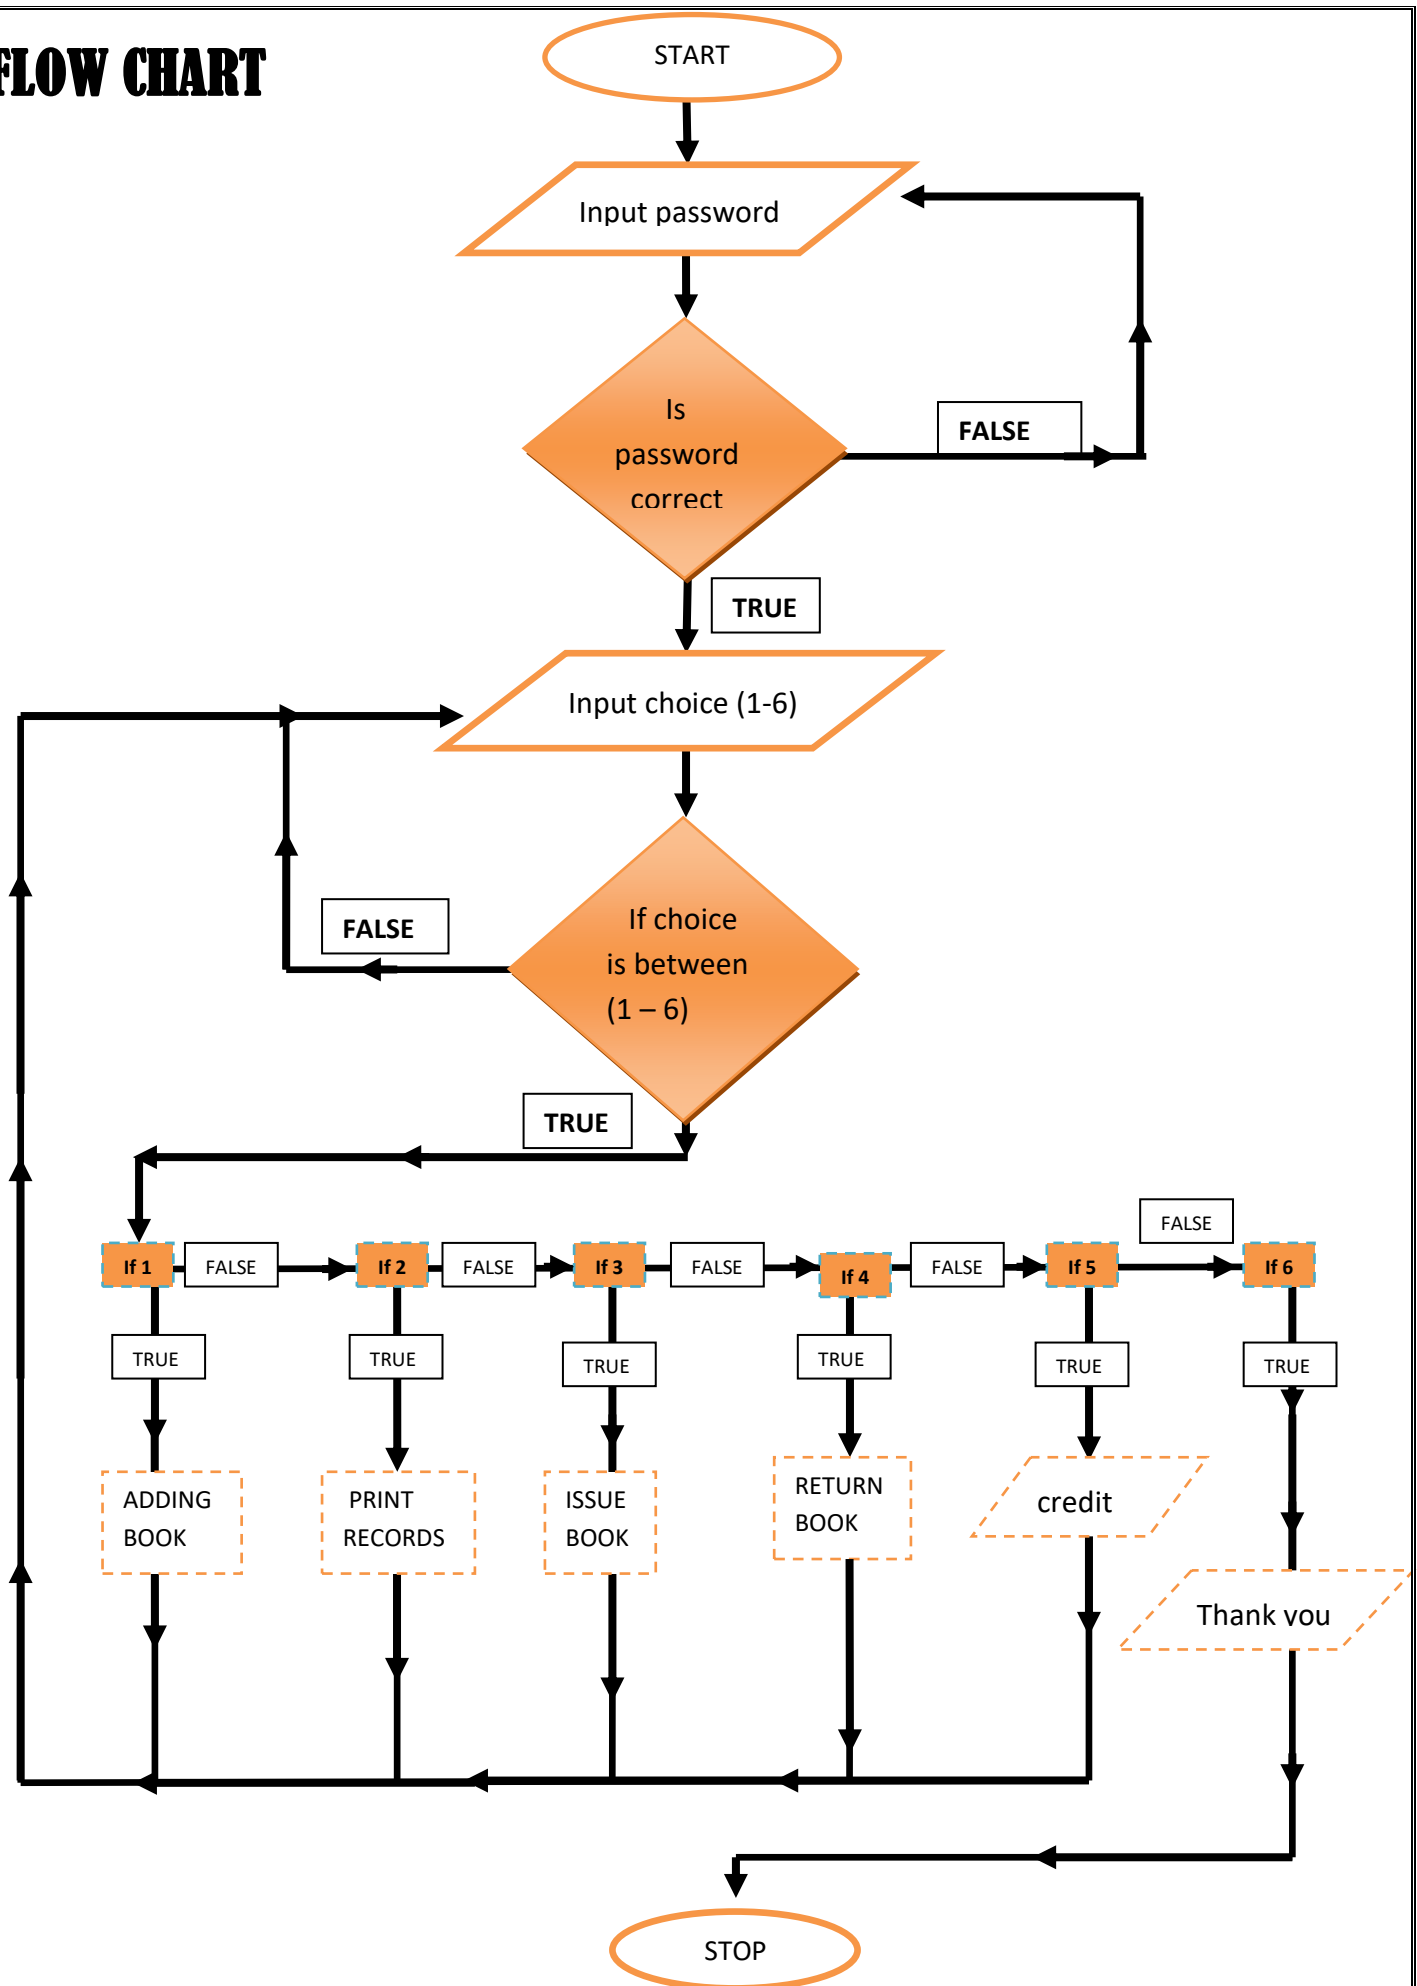 FLOW CHART
START
Input password
Is
password
correct
FALSE
TRUE
Input choice (1-6)
If choice
is between
(1 – 6)
FALSE
TRUE
FALSE
If 1
FALSE
If 2
FALSE
If 3
FALSE
If 4
FALSE
If 5
If 6
TRUE
TRUE
TRUE
TRUE
TRUE
TRUE
ADDING
BOOK
PRINT
RECORDS
ISSUE
BOOK
RETURN
BOOK
credit
Thank you
STOP